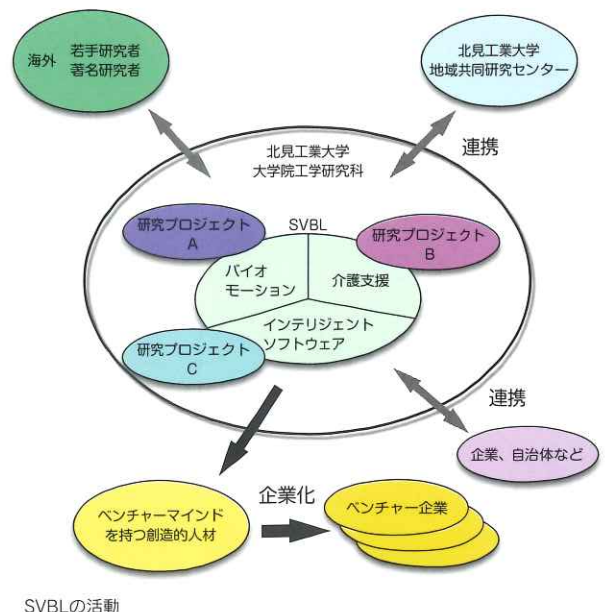 海外
若手研究者
著名研究者
北見工業大学
地域共同研究センター
連携
北見工業大学
大学院工学研究科
SVBL
研究プロジェクト
A
研究プロジェクト
B
バイオ
モーション
介護支援
インテリジェント
ソフトウェア
研究プロジェクト
C
連携
企業、自治体など
ベンチャーマインド
を持つ創造的人材
企業化
ベンチャー企業
SVBLの活動